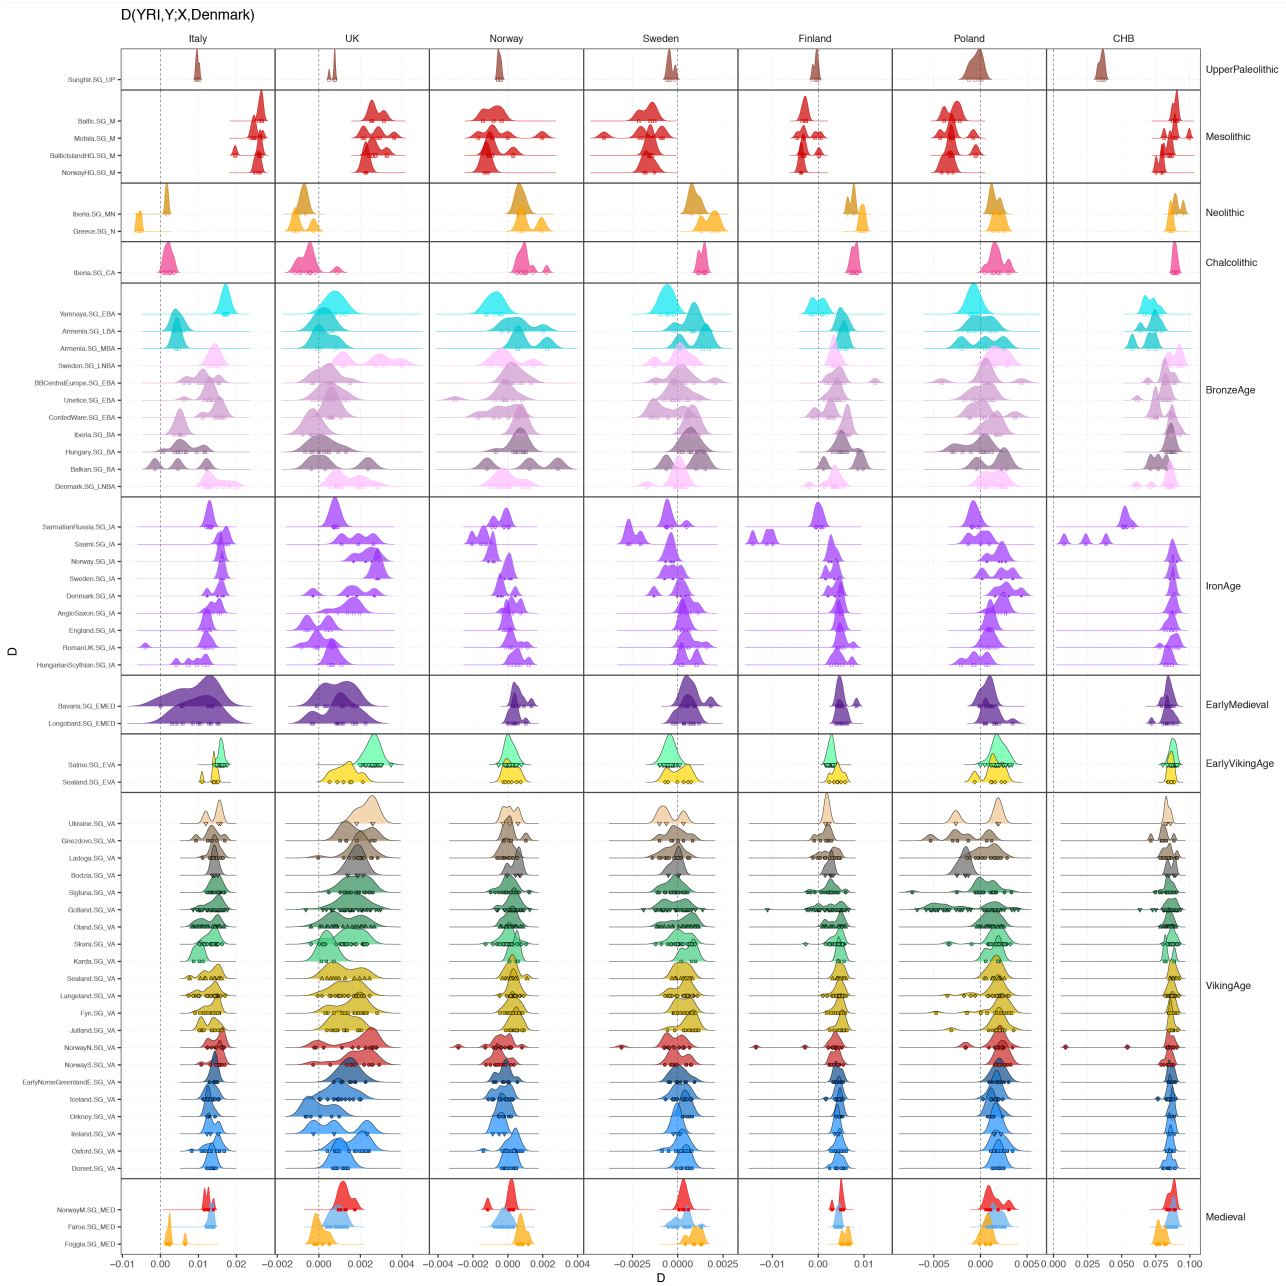 D(YRI,Y;X,Denmark)
Italy UK Norway Sweden Finland Poland CHB
Sunghir.SG_UP
UpperPaleolithic
Baltic.SG_M
Motala.SG_M
BalticIslandHG.SG_M
NorwayHG.SG_M
Mesolithic
Iberia.SG_MN
Greece.SG_N
Neolithic
Iberia.SG_CA
Chalcolithic
Yamnaya.SG_EBA
Armenia.SG_LBA
Armenia.SG_MBA
Sweden.SG_LNBA
BBCentralEurope.SG_EBA
Unetice.SG_EBA
CordedWare.SG_EBA
Iberia.SG_BA
Hungary.SG_BA
Balkan.SG_BA
Denmark.SG_LNBA
BronzeAge
SarmatianRussia.SG_IA
Saami.SG_IA
Norway.SG_IA
Sweden.SG_IA
Denmark.SG_IA
AngloSaxon.SG_IA
England.SG_IA
RomanUK.SG_IA
HungarianScythian.SG_IA
IronAge
D
Bavaria.SG_EMED
Longobard.SG_EMED
EarlyMedieval
Salme.SG_EVA
Sealand.SG_EVA
EarlyVikingAge
Ukraine.SG_VA
Gnezdovo.SG_VA
Ladoga.SG_VA
Bodzia.SG_VA
Sigtuna.SG_VA
Gotland.SG_VA
Oland.SG_VA
Skara.SG_VA
Karda.SG_VA
Sealand.SG_VA
Langeland.SG_VA
Fyn.SG_VA
Jutland.SG_VA
NorwayN.SG_VA
NorwayS.SG_VA
EarlyNorseGreenlandE.SG_VA
Iceland.SG_VA
Orkney.SG_VA
Ireland.SG_VA
Oxford.SG_VA
Dorset.SG_VA
VikingAge
NorwayM.SG_MED
Faroe.SG_MED
Foggia.SG_MED
Medieval
−0.01 0.00 0.01 0.02 −0.002 0.000 0.002 0.004 −0.004 −0.002 0.000 0.002 0.004 −0.0025 0.0000 0.0025 −0.01 0.00 0.01 −0.005 0.000 0.005 0.000 0.025 0.050 0.075 0.100
D